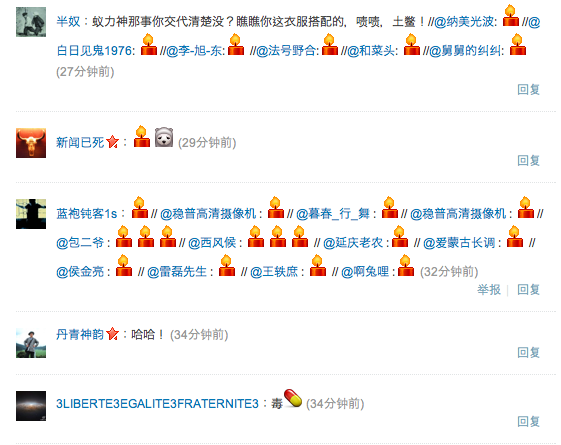 半奴：蚁力神那事你交代清楚没？瞧瞧你这衣服搭配的，啧啧，土鳖！//@纳美光波: //@
白日见鬼1976: //@李-旭-东: //@法号野合: //@和菜头: //@舅舅的纠纠:
(27分钟前)
回复
新闻已死： (29分钟前)
回复
蓝袍钝客1s： // @稳普高清摄像机 : // @暮春_行_舞 : // @稳普高清摄像机 : //
@包二爷 : // @西风候 : // @延庆老农 : // @爱蒙古长调 : //
@侯金亮 : // @雷磊先生 : // @王轶庶 : // @啊兔哩 : (32分钟前)
举报 | 回复
丹青神韵：哈哈！ (34分钟前)
回复
3LIBERTE3EGALITE3FRATERNITE3：毒 (34分钟前)
回复